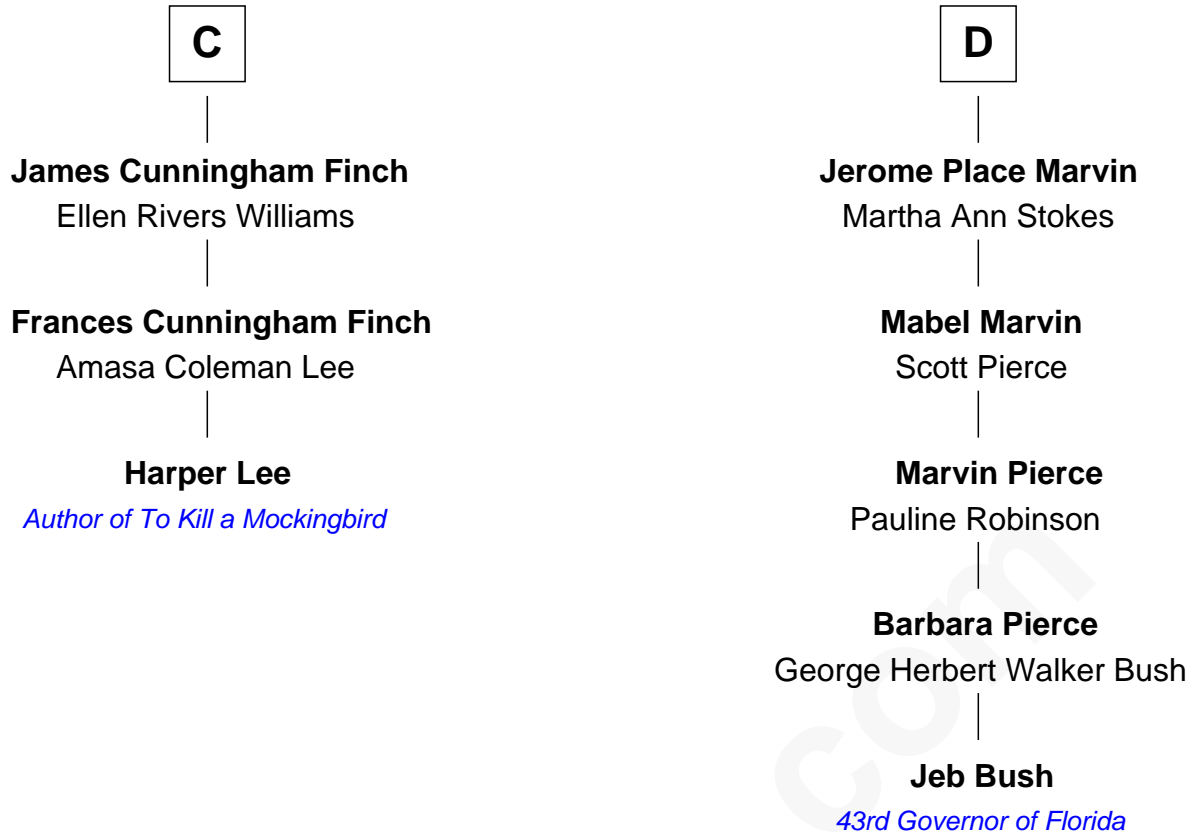 C
James Cunningham Finch
Ellen Rivers Williams
Frances Cunningham Finch
Amasa Coleman Lee
Harper Lee
Author of To Kill a Mockingbird
D
Jerome Place Marvin
Martha Ann Stokes
Mabel Marvin
Scott Pierce
Marvin Pierce
Pauline Robinson
Barbara Pierce
George Herbert Walker Bush
Jeb Bush
43rd Governor of Florida
com